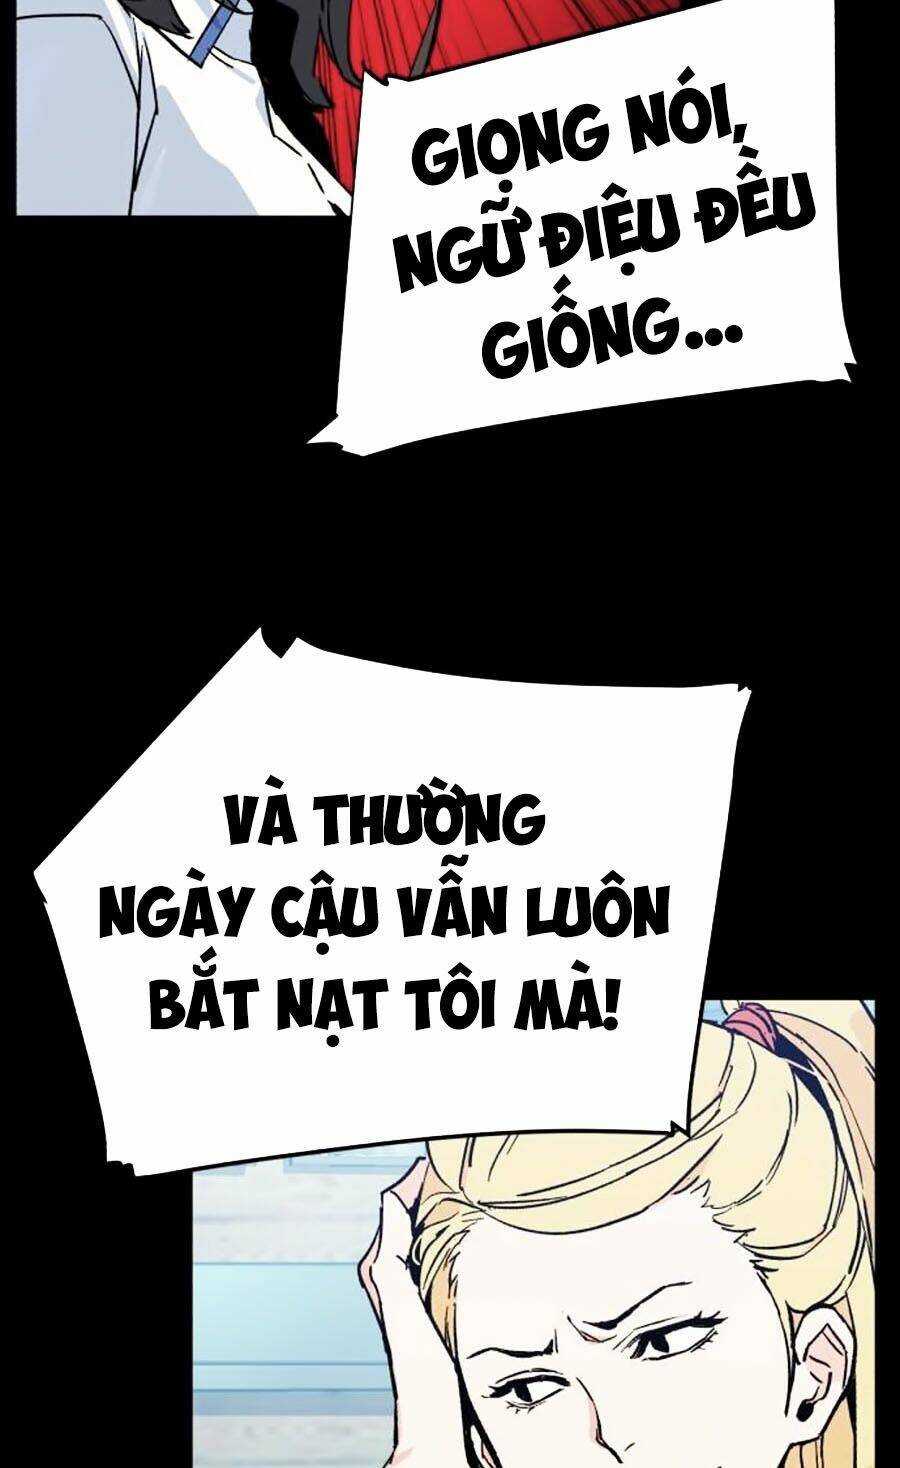 GIỌNG NÓI,
NGỮ ĐIỆU ĐỀU
GIỐNG...
VÀ THƯỜNG
NGÀY CẬU VẪN LUÔN
BẮT NẠT TÔI MÀ!